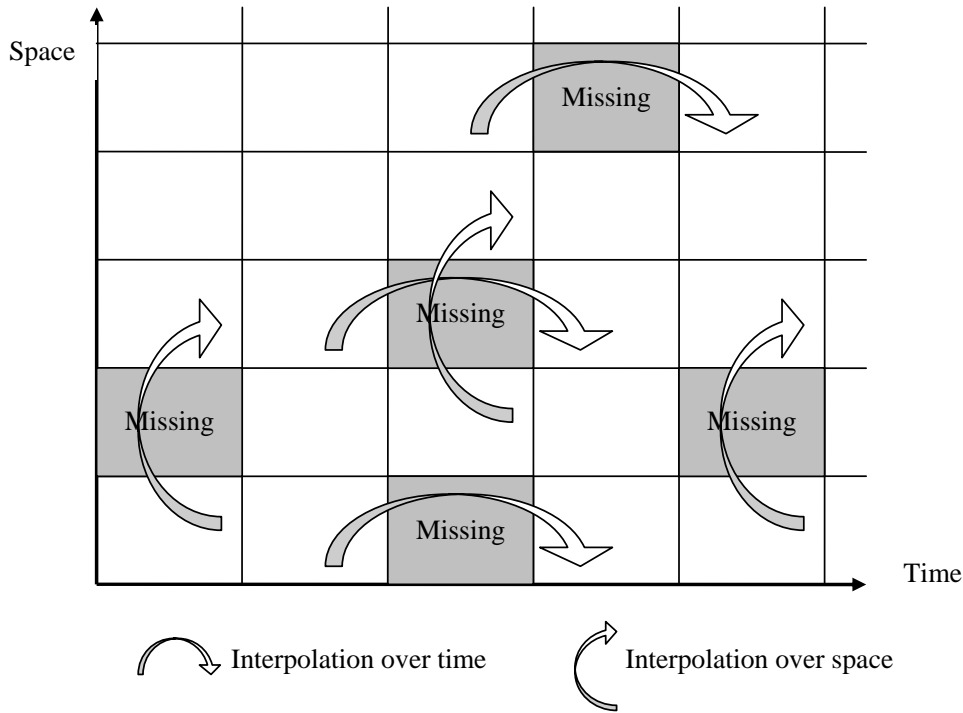 Space
Missing
Missing
Missing
Missing
Missing
Time
Interpolation over time
Interpolation over space